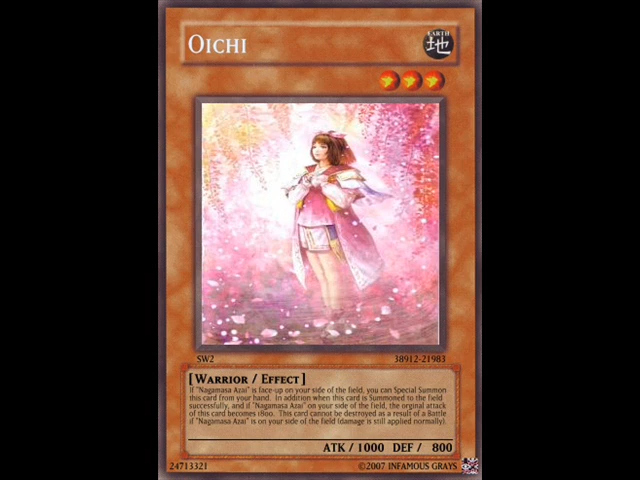 OICHI
EARTH
地
SW2
38912-21983
[WARRIOR / EFFECT]
If "Nagamasa Azai" is face-up on your side of the field, you can Special Summon
this card from your hand. In addition when this card is Summoned to the field
successfully, and if "Nagamasa Azai" on your side of the field, the orginal attack
of this card becomes 1800. This card cannot be destroyed as a result of a Battle
if "Nagamasa Azai" is on your side of the field (damage is still applied normally).
ATK / 1000 DEF / 800
24713321
©2007 INFAMOUS GRAYS